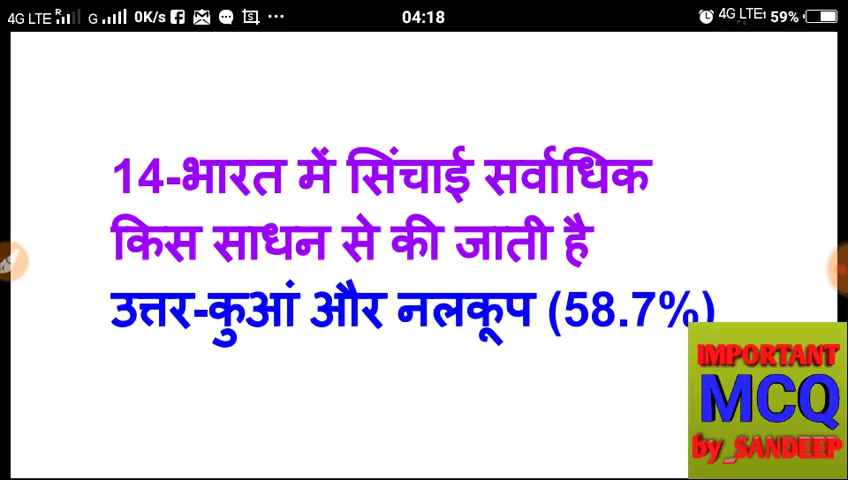 4G LTE R G 0K/s 04:18 4G LTE 59%
14-भारत में सिंचाई सर्वाधिक
किस साधन से की जाती है
उत्तर-कुआं और नलकूप (58.7%)
IMPORTANT
MCQ
by_SANDEEP